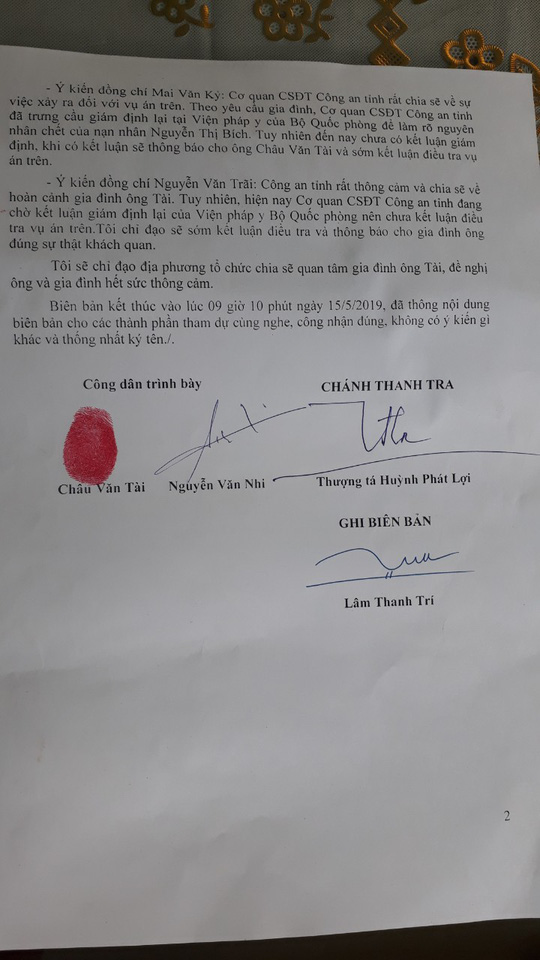 - Ý kiến đồng chí Mai Văn Ký: Cơ quan CSĐT Công an tỉnh rất chia sẽ về sự
việc xảy ra đối với vụ án trên. Theo yêu cầu gia đình, Cơ quan CSĐT Công an tỉnh
đã trưng cầu giám định lại tại Viện pháp y của Bộ Quốc phòng để làm rõ nguyên
nhân chết của nạn nhân Nguyễn Thị Bích. Tuy nhiên đến nay chưa có kết luận giám
định, khi có kết luận sẽ thông báo cho ông Châu Văn Tài và sớm kết luận điều tra vụ
án trên.
- Ý kiến đồng chí Nguyễn Văn Trãi: Công an tỉnh rất thông cảm và chia sẽ về
hoàn cảnh gia đình ông Tài. Tuy nhiên, hiện nay Cơ quan CSĐT Công an tỉnh đang
chờ kết luận giám định lại của Viện pháp y Bộ Quốc phòng nên chưa kết luận điều
tra vụ án trên.Tôi chỉ đạo sẽ sớm kết luận điều tra và thông báo cho gia đình ông
đúng sự thật khách quan.
Tôi sẽ chỉ đạo địa phương tổ chức chia sẽ quan tâm gia đình ông Tài, đề nghị
ông và gia đình hết sức thông cảm.
Biên bản kết thúc vào lúc 09 giờ 10 phút ngày 15/5/2019, đã thông nội dung
biên bản cho các thành phần tham dự cùng nghe, công nhận đúng, không có ý kiến gì
khác và thống nhất ký tên./.
Công dân trình bày CHÁNH THANH TRA
Châu Văn Tài Nguyễn Văn Nhi Thượng tá Huỳnh Phát Lợi
GHI BIÊN BẢN
Lâm Thanh Trí
2